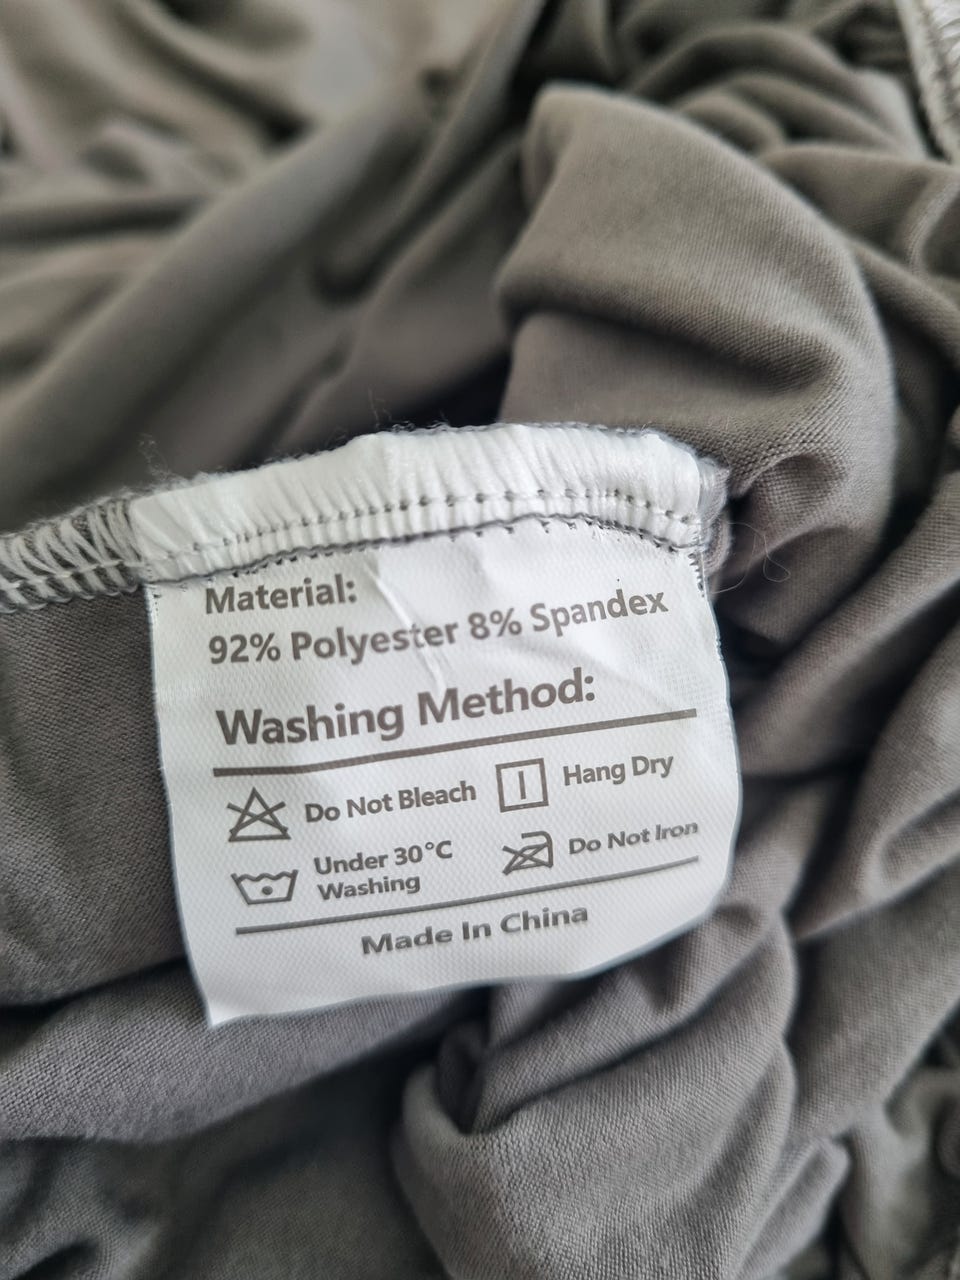 Material:
92% Polyester 8% Spandex
Washing Method:
Do Not Bleach
Hang Dry
Under 30°C
Washing
Do Not Iron
Made In China